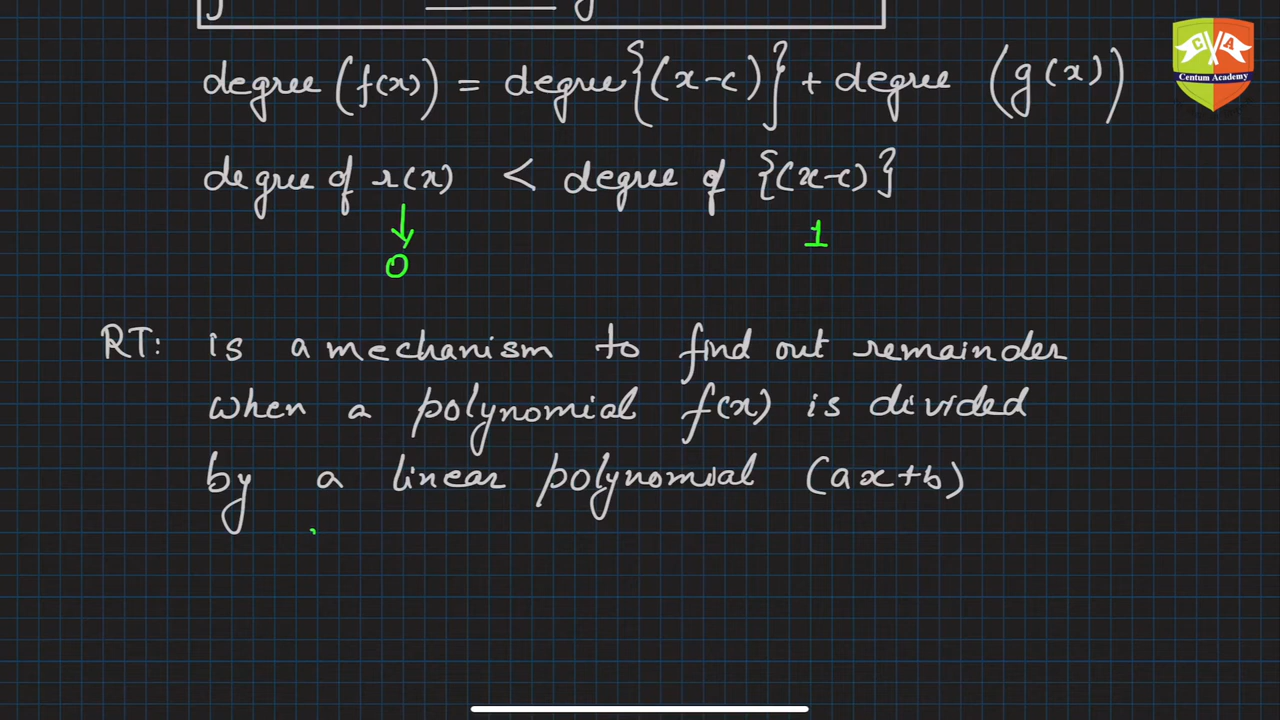 degree (f(x)) = degree{(x-c)} + degree (g(x))
degree of r(x) < degree of {(x-c)}
↓
0
1
RT: is a mechanism to find out remainder
when a polynomial f(x) is divided
by a linear polynomial (ax+b)
C A
Centum Academy